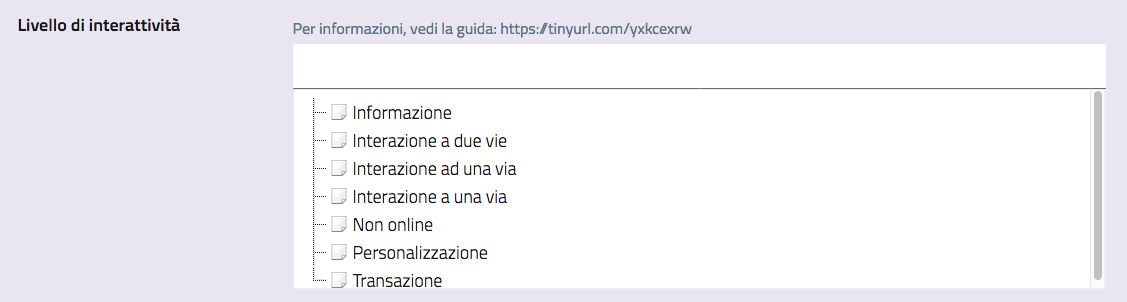 Livello di interattività
Per informazioni, vedi la guida: https://tinyurl.com/yxkcexrw
Informazione
Interazione a due vie
Interazione ad una via
Interazione a una via
Non online
Personalizzazione
Transazione